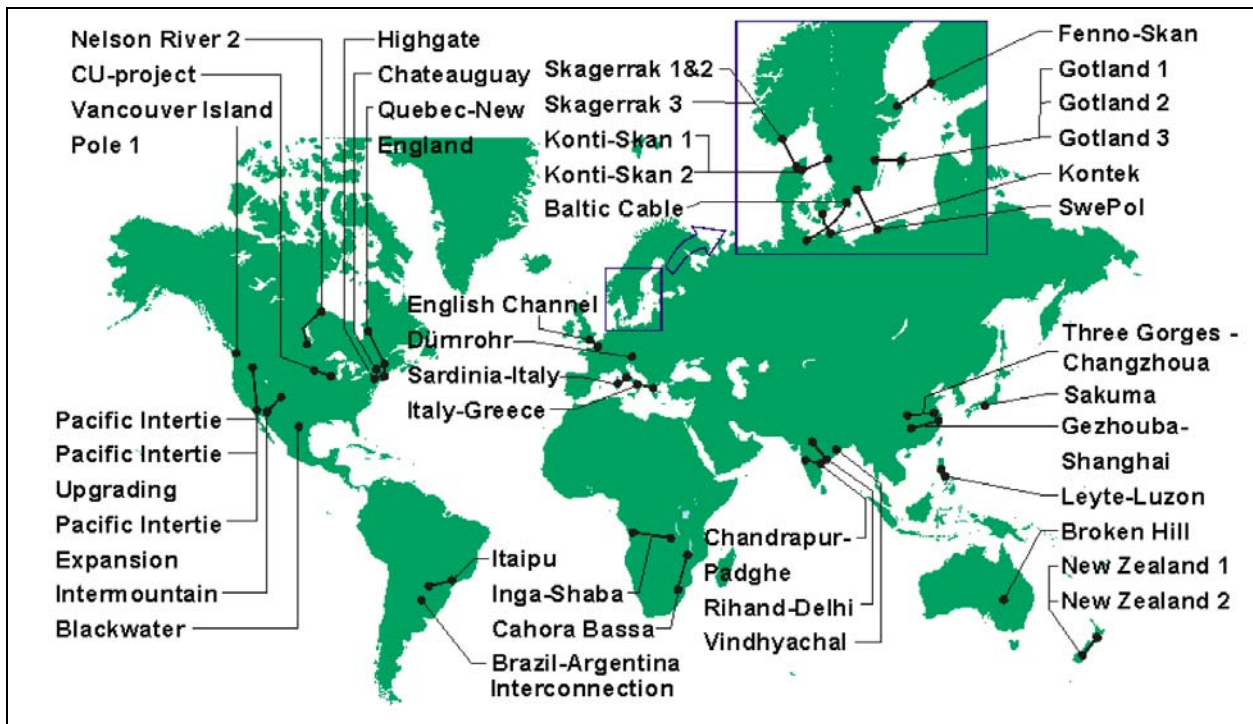 Nelson River 2
CU-project
Vancouver Island
Pole 1
Highgate
Chateauguay
Quebec-New
England
Skagerrak 1&2
Skagerrak 3
Konti-Skan 1
Konti-Skan 2
Baltic Cable
Fenno-Skan
Gotland 1
Gotland 2
Gotland 3
Kontek
SwePol
English Channel
Dürnrohr
Sardinia-Italy
Italy-Greece
Pacific Intertie
Pacific Intertie
Upgrading
Pacific Intertie
Expansion
Intermountain
Blackwater
Itaipu
Inga-Shaba
Cahora Bassa
Brazil-Argentina
Interconnection
Chandrapur-
Padghe
Rihand-Delhi
Vindhyachal
Three Gorges -
Changzhoua
Sakuma
Gezhouba-
Shanghai
Leyte-Luzon
Broken Hill
New Zealand 1
New Zealand 2